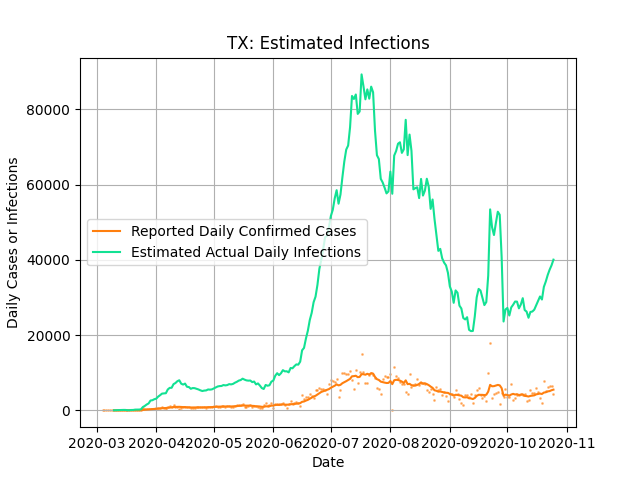 TX: Estimated Infections
Daily Cases or Infections
80000
60000
40000
20000
0
Reported Daily Confirmed Cases
Estimated Actual Daily Infections
2020-03 2020-04 2020-05 2020-06 2020-07 2020-08 2020-09 2020-10 2020-11
Date